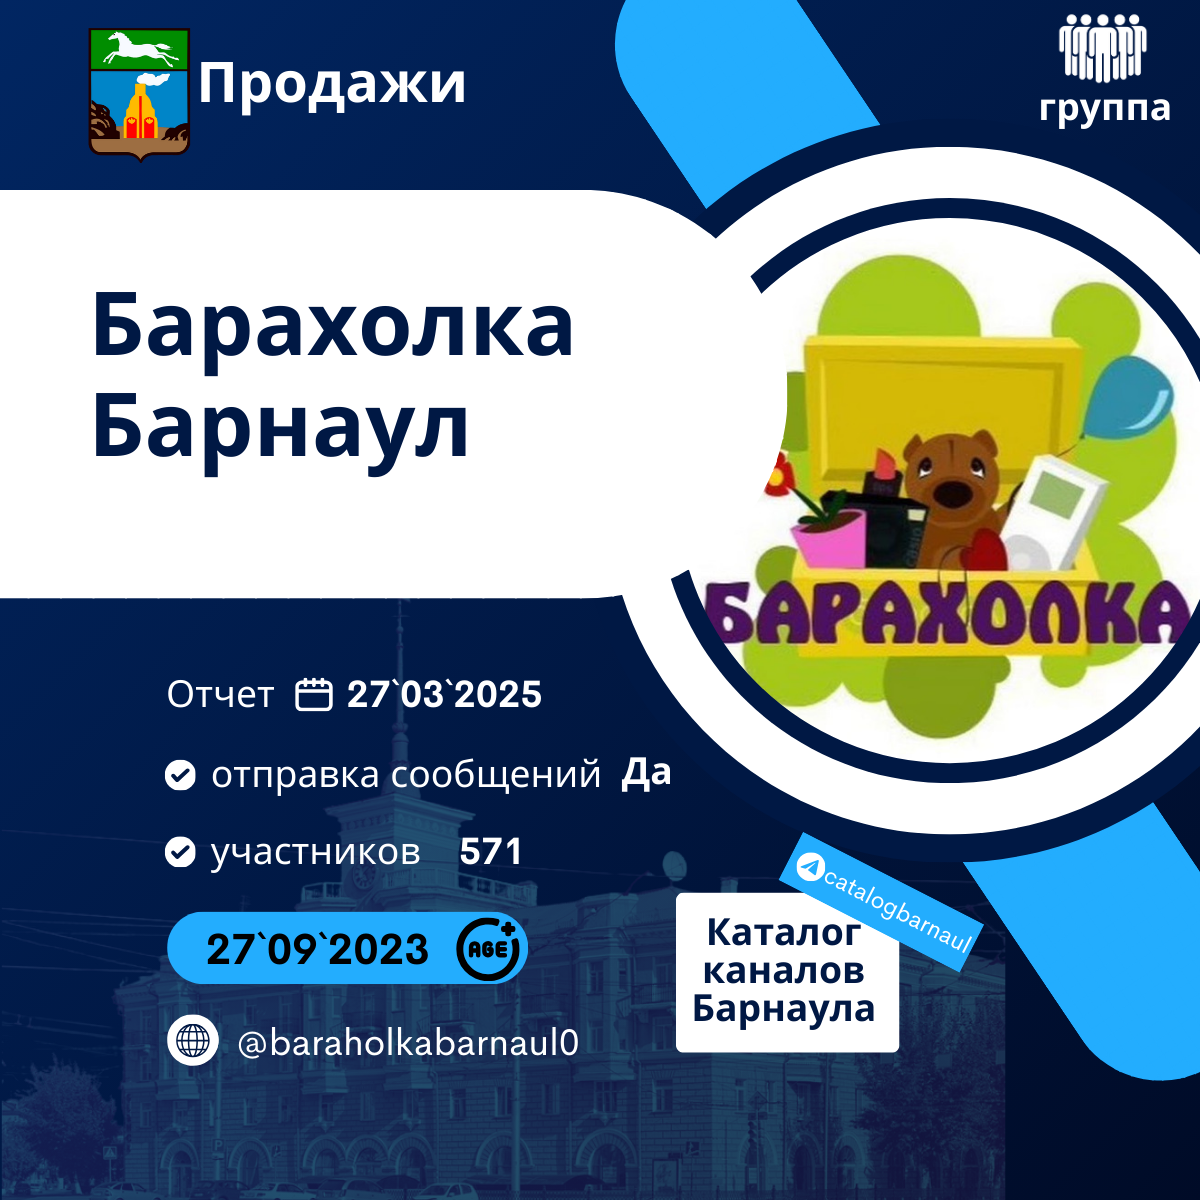 Продажи
группа
Барахолка
Барнаул
БАРАХОЛКА
Отчет 27`03`2025
отправка сообщений Да
участников 571
27`09`2023 AGE+
@baraholkabarnaul0
catalogbarnaul
Каталог
каналов
Барнаула